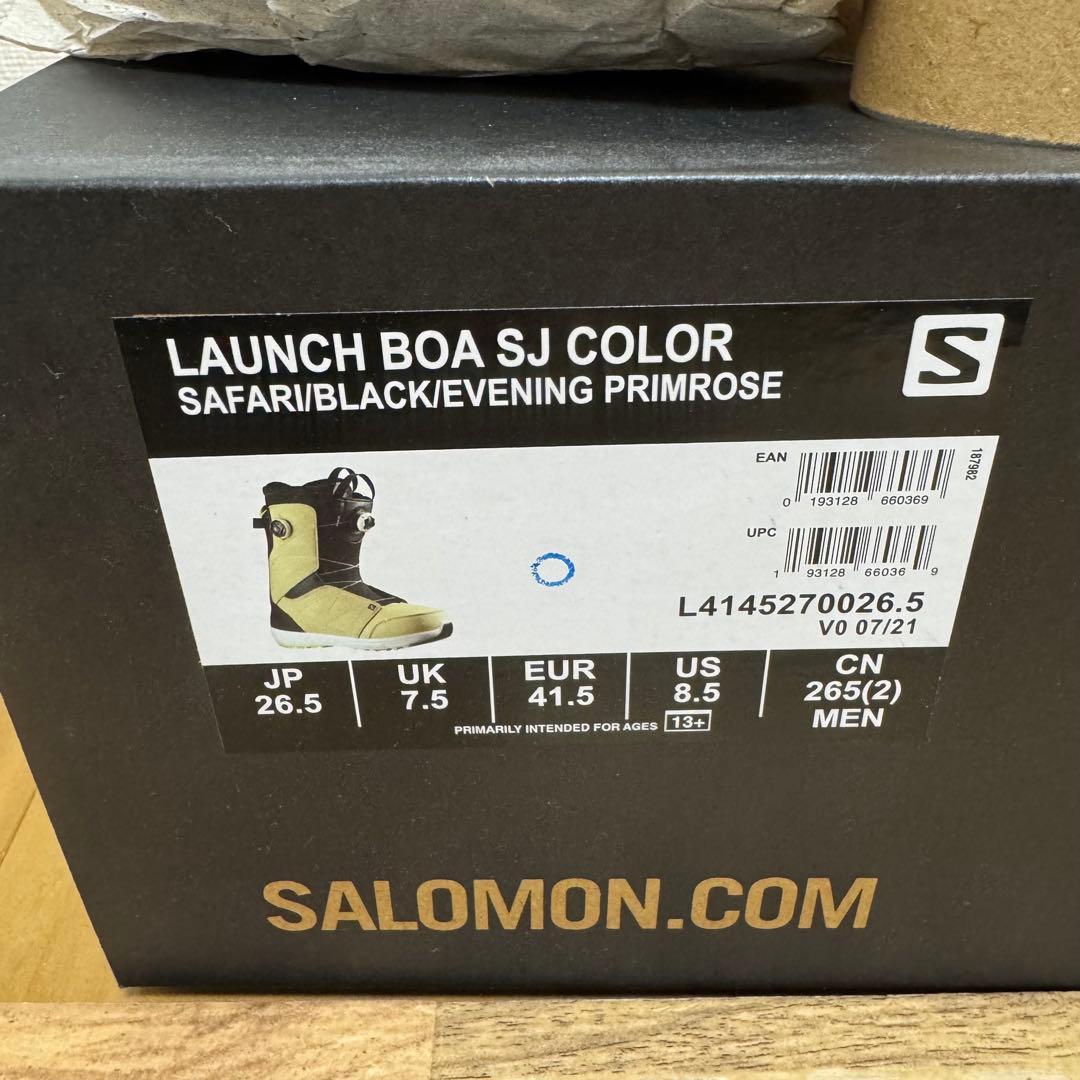 LAUNCH BOA SJ COLOR
SAFARI/BLACK/EVENING PRIMROSE
S
EAN
0 193128 660369
187982
UPC
1 93128 66036 9
L4145270026.5
V0 07/21
JP
26.5
UK
7.5
EUR
41.5
US
8.5
CN
265(2)
MEN
PRIMARILY INTENDED FOR AGES 13+
SALOMON.COM